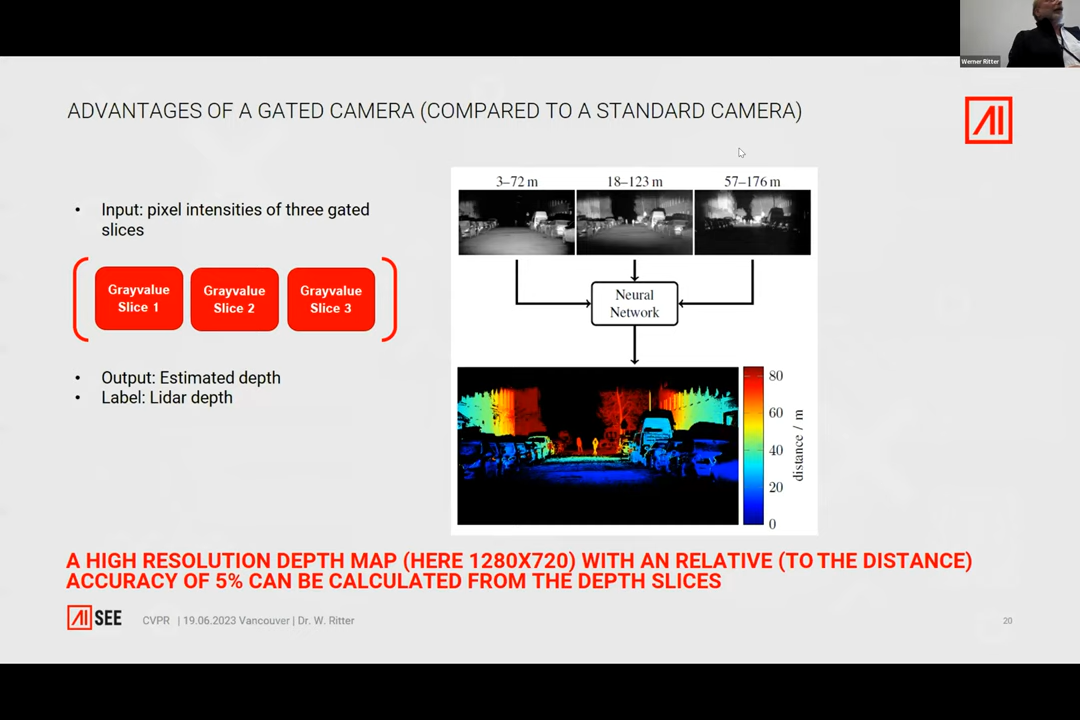 Werner Ritter
ADVANTAGES OF A GATED CAMERA (COMPARED TO A STANDARD CAMERA)
AI
• Input: pixel intensities of three gated
slices
Grayvalue
Slice 1
Grayvalue
Slice 2
Grayvalue
Slice 3
• Output: Estimated depth
• Label: Lidar depth
3–72 m
18–123 m
57–176 m
Neural
Network
80
60
40
20
0
distance / m
A HIGH RESOLUTION DEPTH MAP (HERE 1280X720) WITH AN RELATIVE (TO THE DISTANCE)
ACCURACY OF 5% CAN BE CALCULATED FROM THE DEPTH SLICES
AI SEE
CVPR | 19.06.2023 Vancouver | Dr. W. Ritter
20